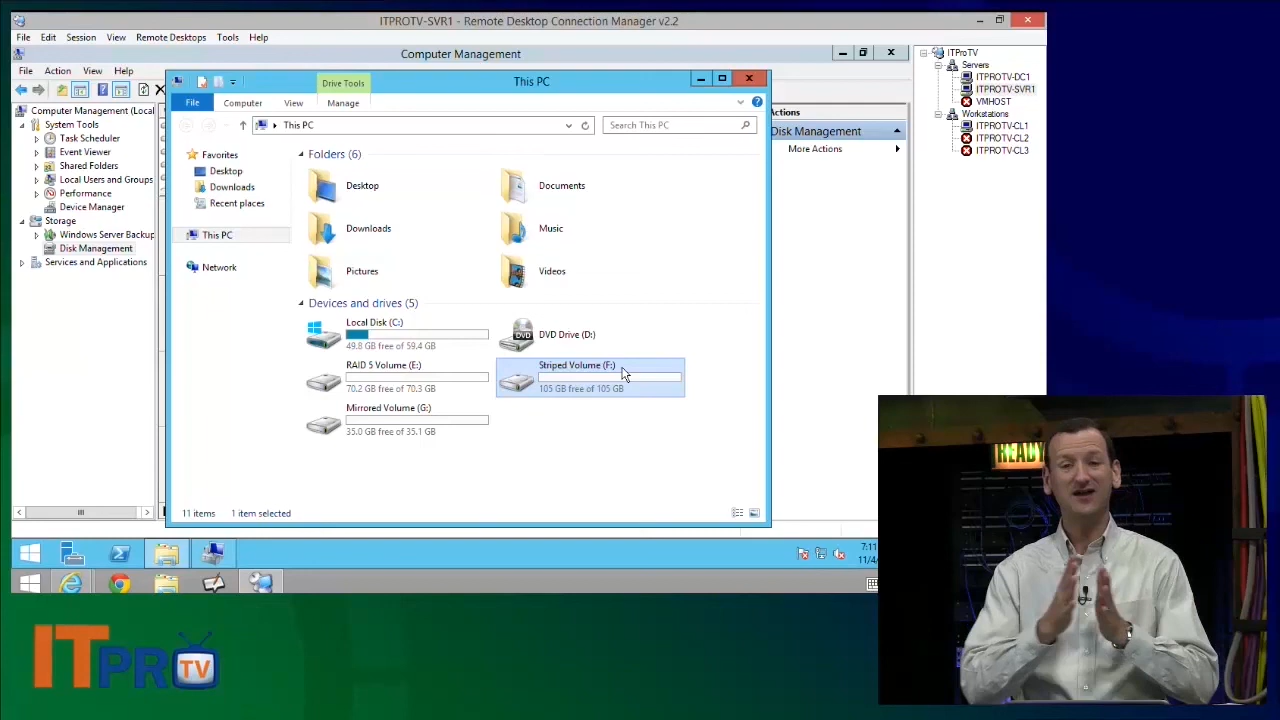 ITPROTV-SVR1 - Remote Desktop Connection Manager v2.2
File Edit Session View Remote Desktops Tools Help
Computer Management
File Action View Help
Computer Management (Local
System Tools
Task Scheduler
Event Viewer
Shared Folders
Local Users and Groups
Performance
Device Manager
Storage
Windows Server Backup
Disk Management
Services and Applications
Drive Tools
This PC
File Computer View Manage
This PC
Search This PC
Favorites
Desktop
Downloads
Recent places
This PC
Network
Folders (6)
Desktop Documents
Downloads Music
Pictures Videos
Devices and drives (5)
Local Disk (C:)
49.8 GB free of 59.4 GB
DVD
DVD Drive (D:)
RAID 5 Volume (E:)
70.2 GB free of 70.3 GB
Striped Volume (F:)
105 GB free of 105 GB
Mirrored Volume (G:)
35.0 GB free of 35.1 GB
11 items 1 item selected
Actions
Disk Management
More Actions
ITProTV
Servers
ITPROTV-DC1
ITPROTV-SVR1
VMHOST
Workstations
ITPROTV-CL1
ITPROTV-CL2
ITPROTV-CL3
7:11
11/4/
READY
ITPROTV